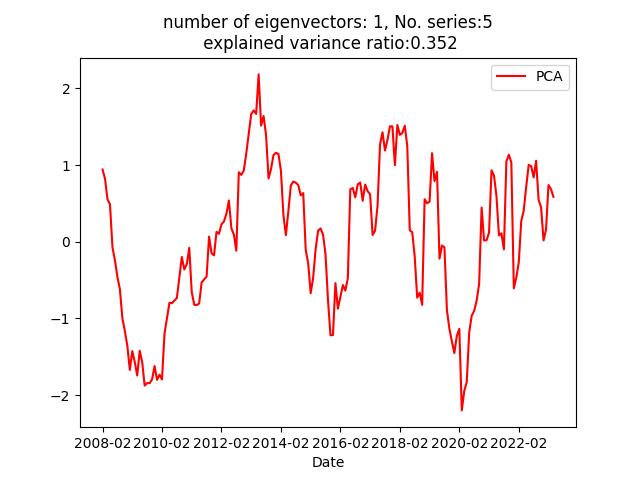 number of eigenvectors: 1, No. series:5
explained variance ratio:0.352
PCA
2
1
0
−1
−2
2008-02 2010-02 2012-02 2014-02 2016-02 2018-02 2020-02 2022-02
Date